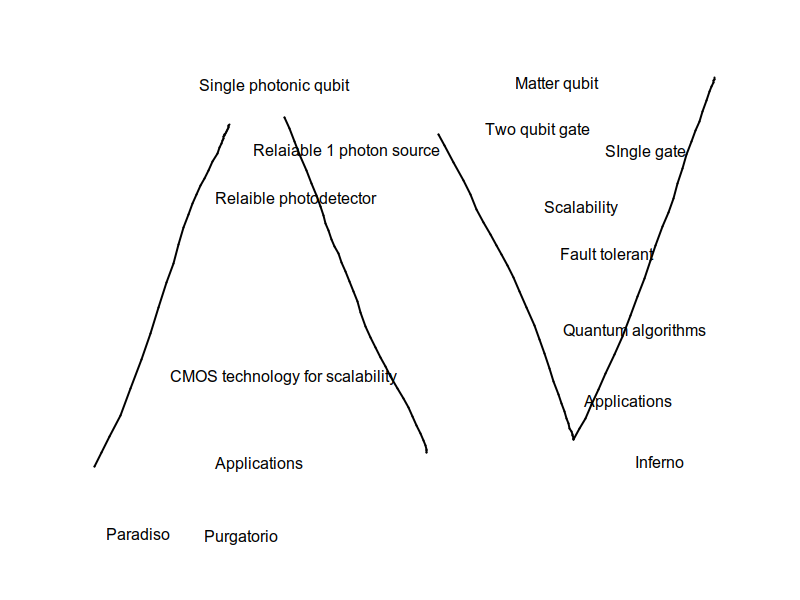 Single photonic qubit
Relaiable 1 photon source
Relaible photodetector
CMOS technology for scalability
Applications
Paradiso
Purgatorio
Matter qubit
Two qubit gate
SIngle gate
Scalability
Fault tolerant
Quantum algorithms
Applications
Inferno